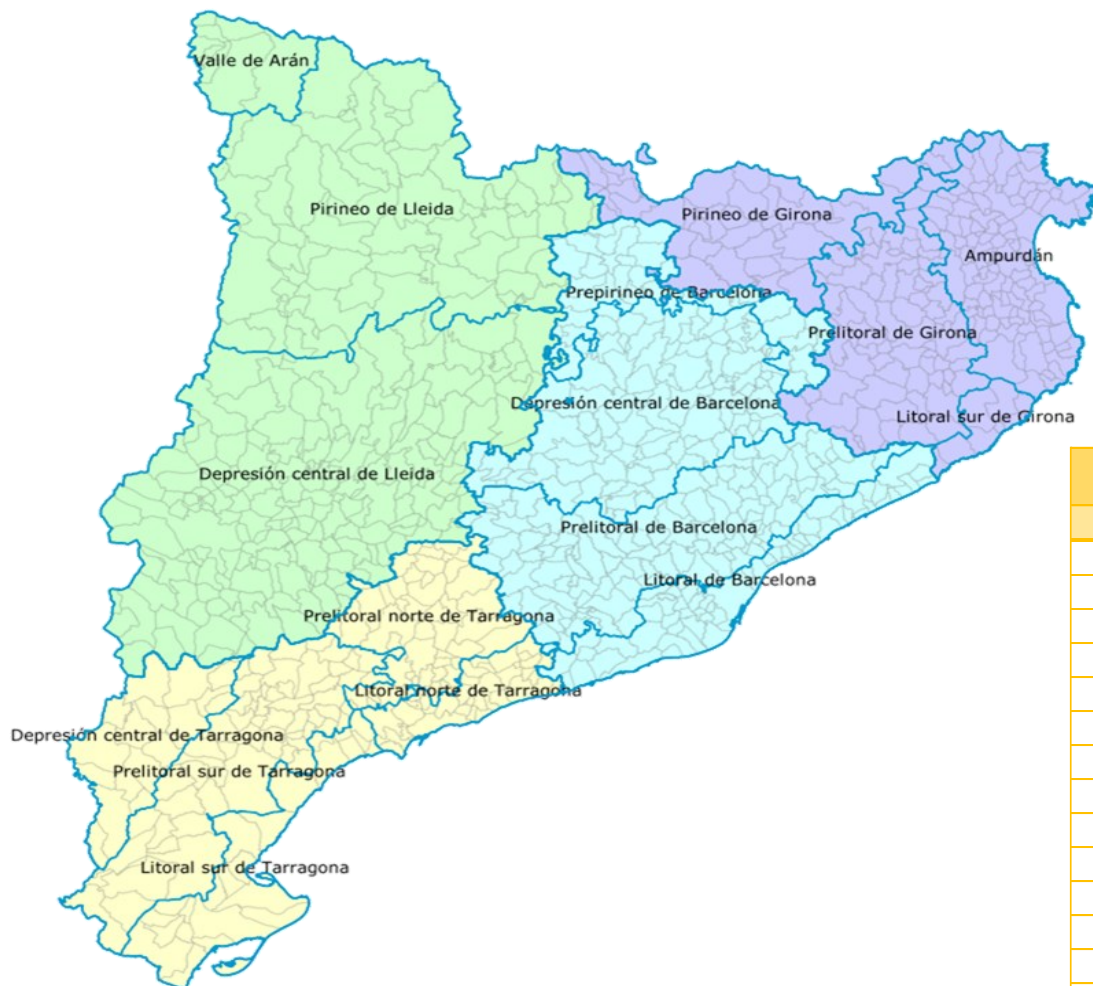 Valle de Arán
Pirineo de Lleida
Pirineo de Girona
Ampurdán
Prepirineo de Barcelona
Prelitoral de Girona
Depresión central de Barcelona
Litoral sur de Girona
Depresión central de Lleida
Prelitoral de Barcelona
Litoral de Barcelona
Prelitoral norte de Tarragona
Litoral norte de Tarragona
Depresión central de Tarragona
Prelitoral sur de Tarragona
Litoral sur de Tarragona